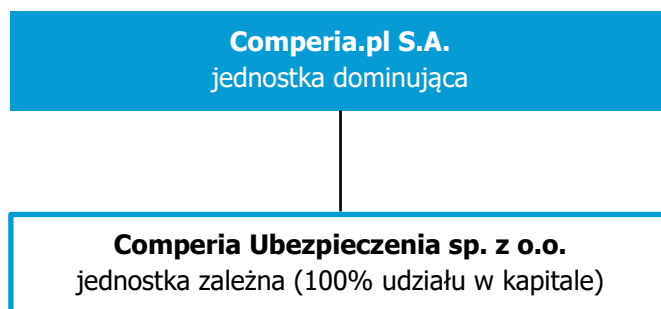 Comperia.pl S.A.
jednostka dominująca
Comperia Ubezpieczenia sp. z o.o.
jednostka zależna (100% udziału w kapitale)